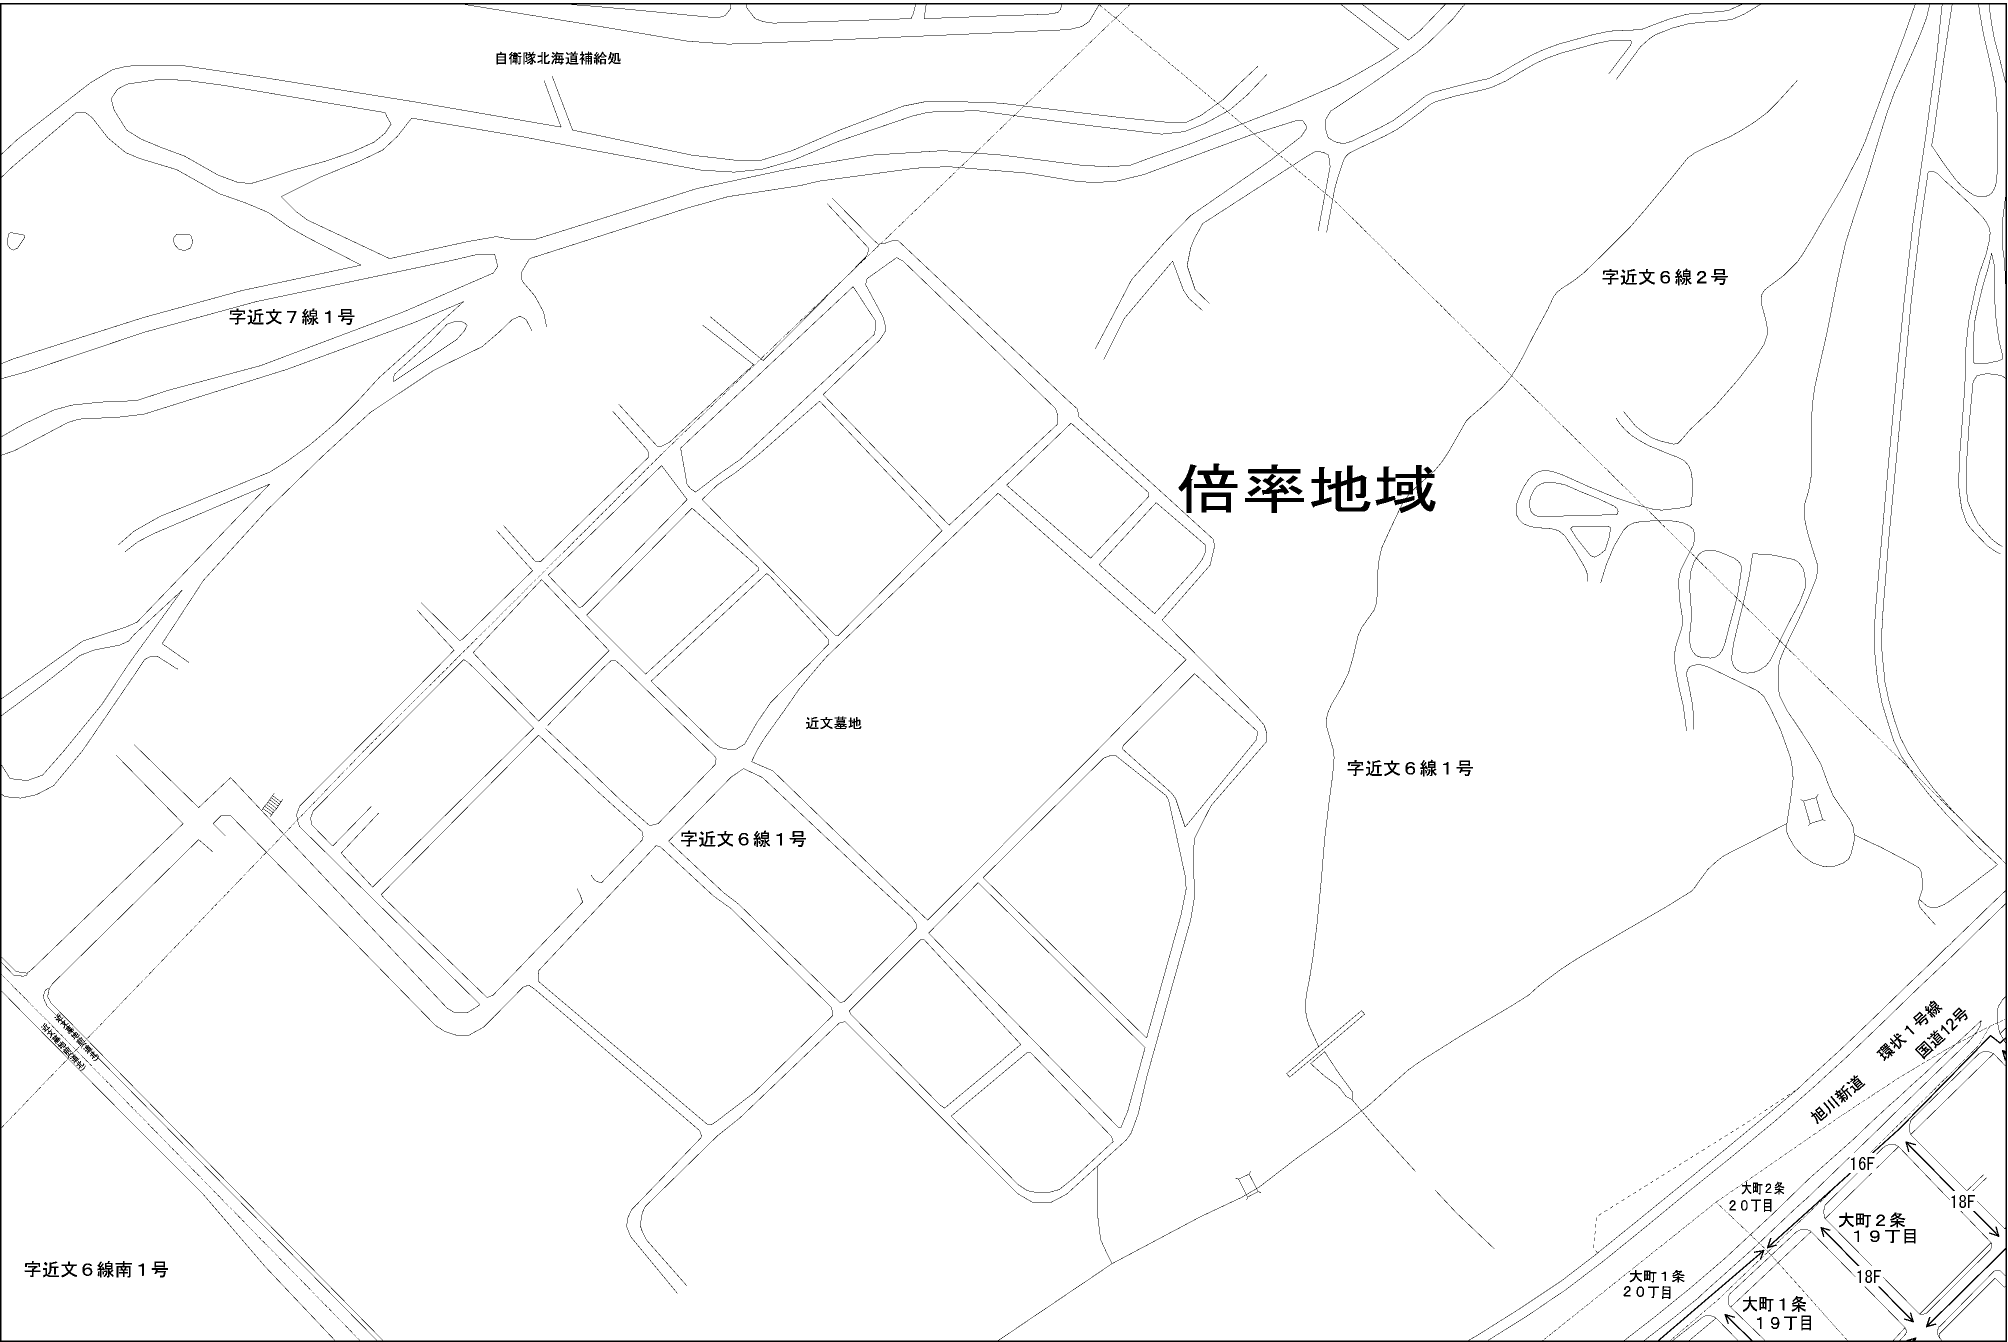 自衛隊北海道補給処
字近文６線２号
字近文７線１号
倍率地域
近文墓地
字近文６線１号
字近文６線１号
環状１号線
国道12号
旭川新道
16F
大町２条
２０丁目
18F
大町２条
１９丁目
字近文６線南１号
大町１条
２０丁目
18F
大町１条
１９丁目